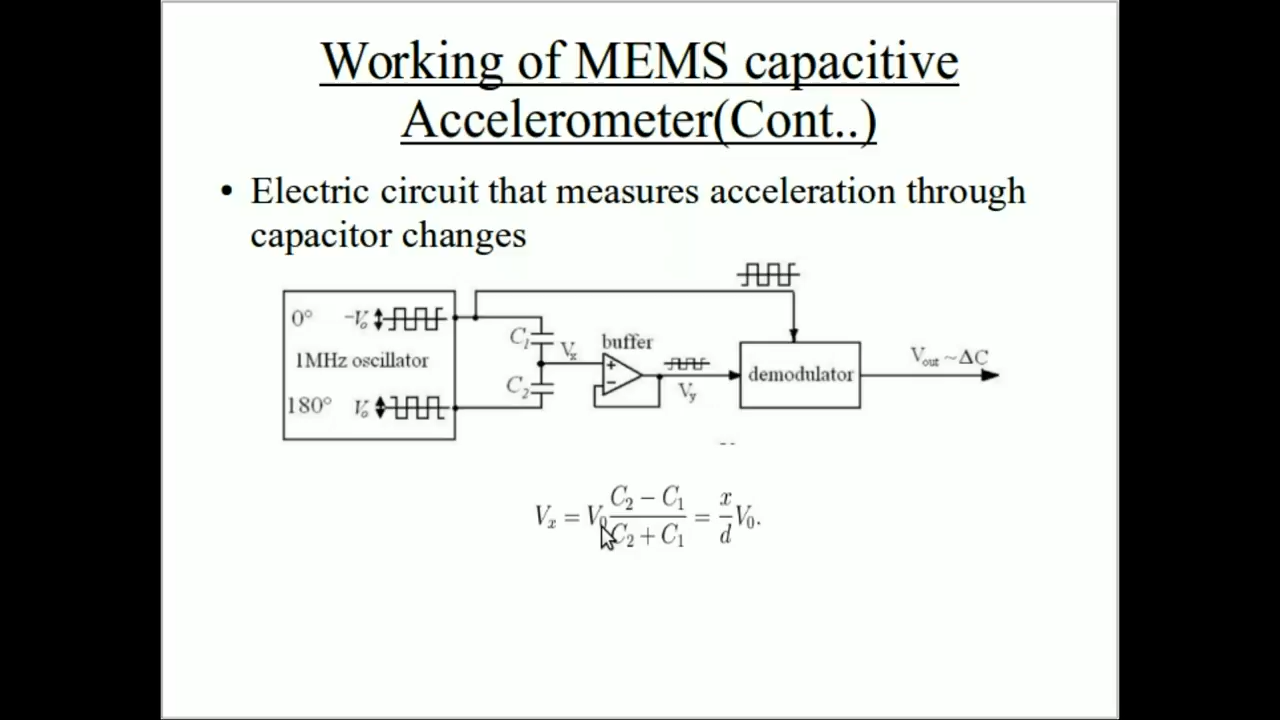 Working of MEMS capacitive
Accelerometer(Cont..)
• Electric circuit that measures acceleration through
capacitor changes
0° −V₀
1MHz oscillator
180° V₀
C₁
C₂
Vₓ
buffer
V_y
demodulator
V_out ~ΔC
Vₓ = V₀ (C₂ − C₁)/(C₂ + C₁) = x/d V₀.